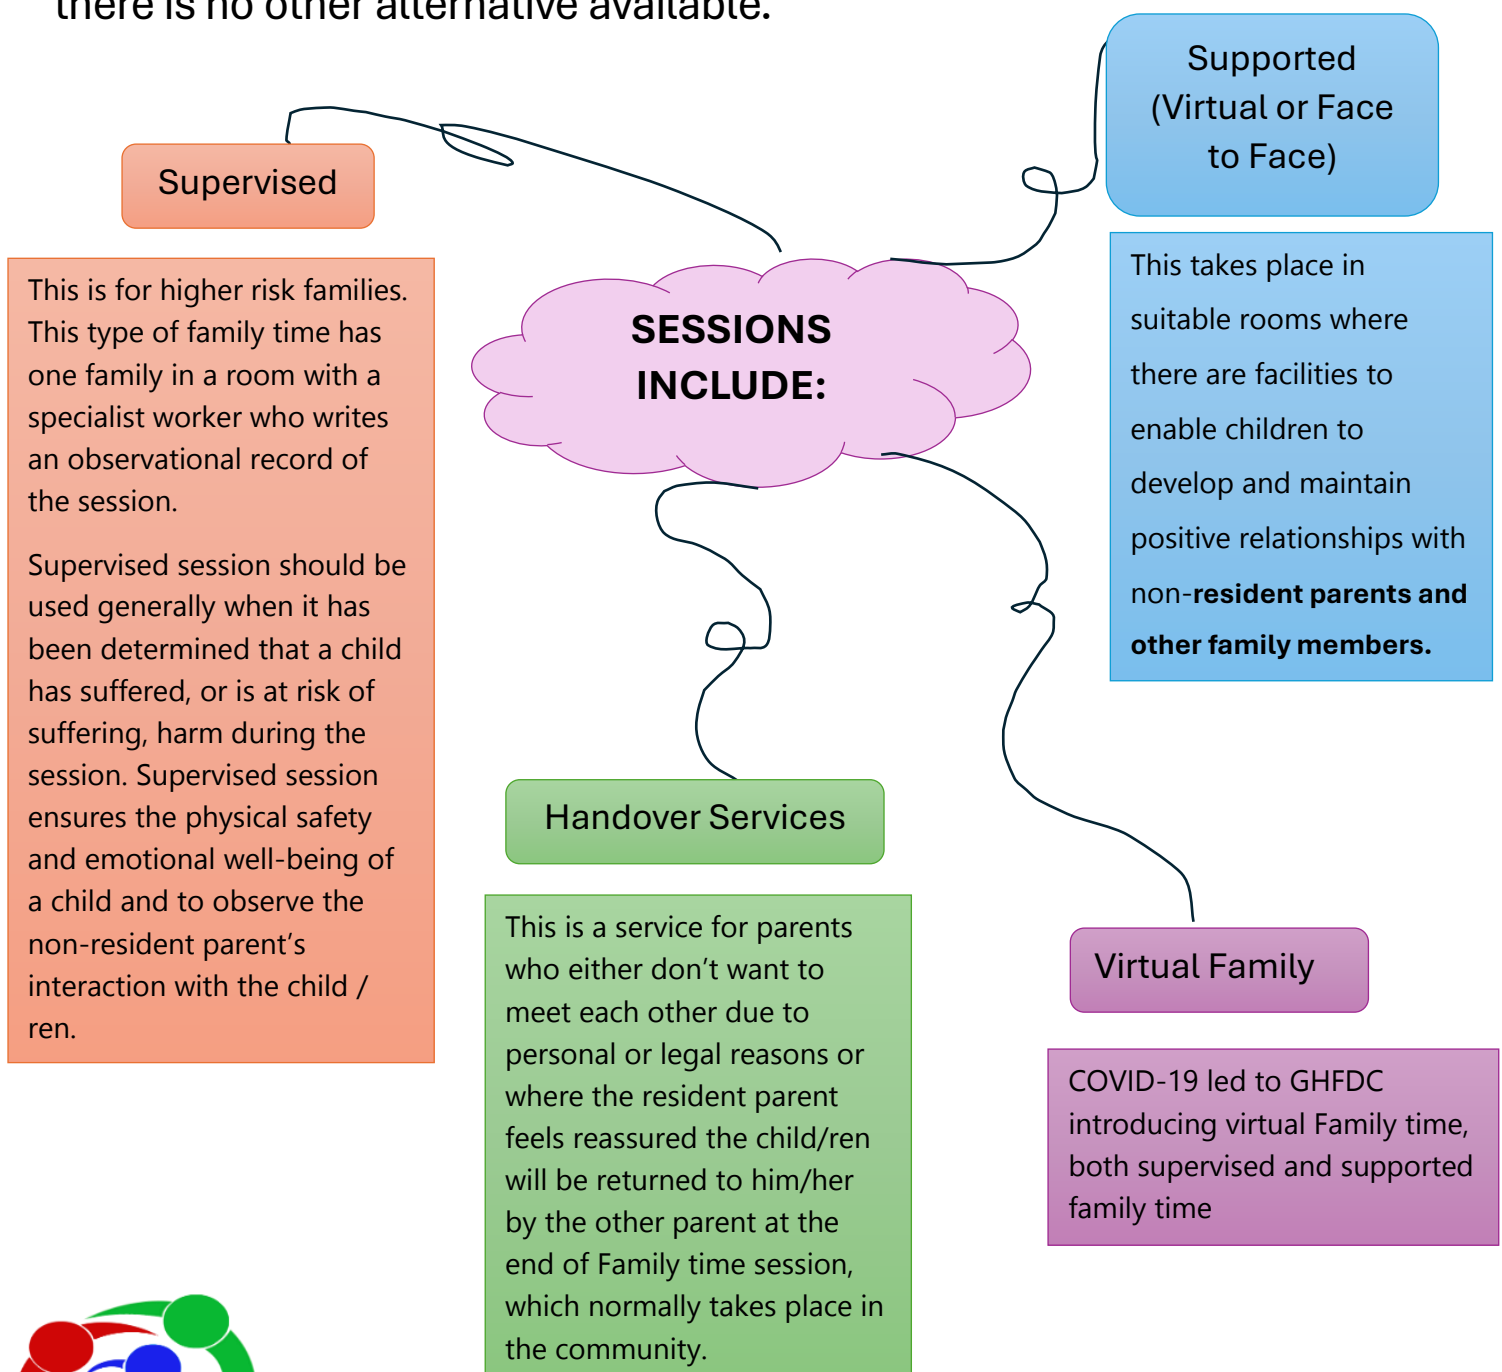 there is no other alternative available.
Supported
(Virtual or Face
to Face)
Supervised
This is for higher risk families.
This type of family time has
one family in a room with a
specialist worker who writes
an observational record of
the session.
Supervised session should be
used generally when it has
been determined that a child
has suffered, or is at risk of
suffering, harm during the
session. Supervised session
ensures the physical safety
and emotional well-being of
a child and to observe the
non-resident parent's
interaction with the child /
ren.
SESSIONS
INCLUDE:
This takes place in
suitable rooms where
there are facilities to
enable children to
develop and maintain
positive relationships with
non-resident parents and
other family members.
Handover Services
This is a service for parents
who either don't want to
meet each other due to
personal or legal reasons or
where the resident parent
feels reassured the child/ren
will be returned to him/her
by the other parent at the
end of Family time session,
which normally takes place in
the community.
Virtual Family
COVID-19 led to GHFDC
introducing virtual Family time,
both supervised and supported
family time